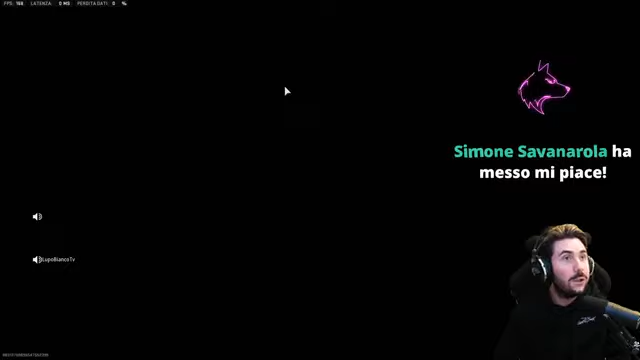 FPS: 168 LATENZA: 0 MS PERDITA DATI: 0 %
Simone Savanarola ha
messo mi piace!
LupoBiancoTv